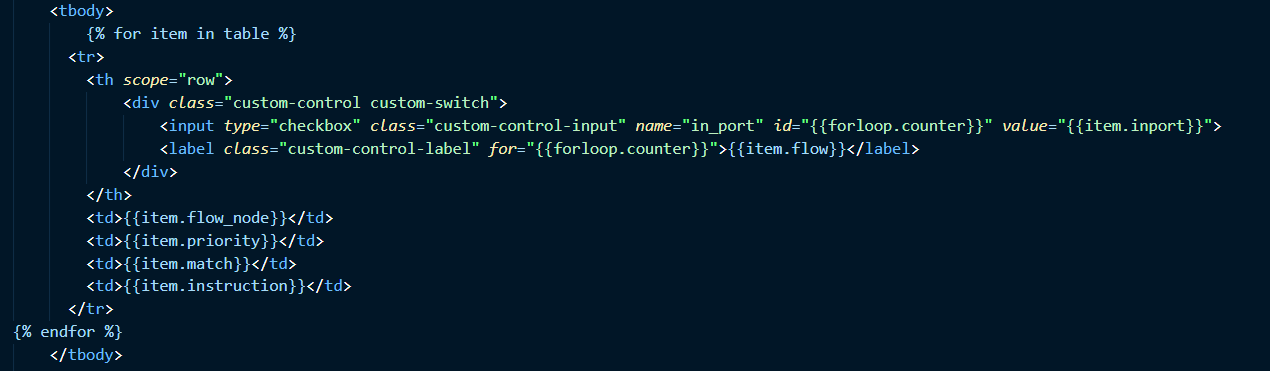 <tbody>
{% for item in table %}
<tr>
<th scope="row">
<div class="custom-control custom-switch">
<input type="checkbox" class="custom-control-input" name="in_port" id="{{forloop.counter}}" value="{{item.inport}}">
<label class="custom-control-label" for="{{forloop.counter}}">{{item.flow}}</label>
</div>
</th>
<td>{{item.flow_node}}</td>
<td>{{item.priority}}</td>
<td>{{item.match}}</td>
<td>{{item.instruction}}</td>
</tr>
{% endfor %}
</tbody>